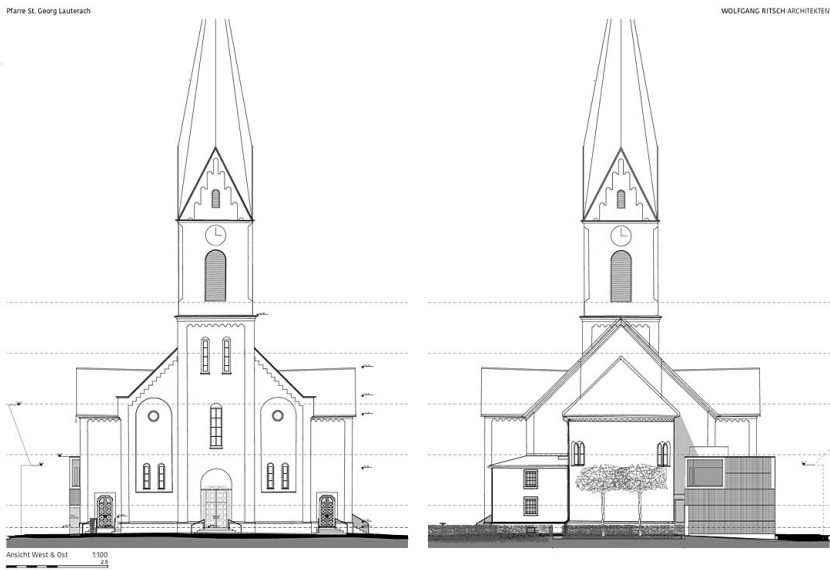 Pfarre St. Georg Lauterach
WOLFGANG RITSCH ARCHITEKTEN
Ansicht West & Ost 1:100
2.5